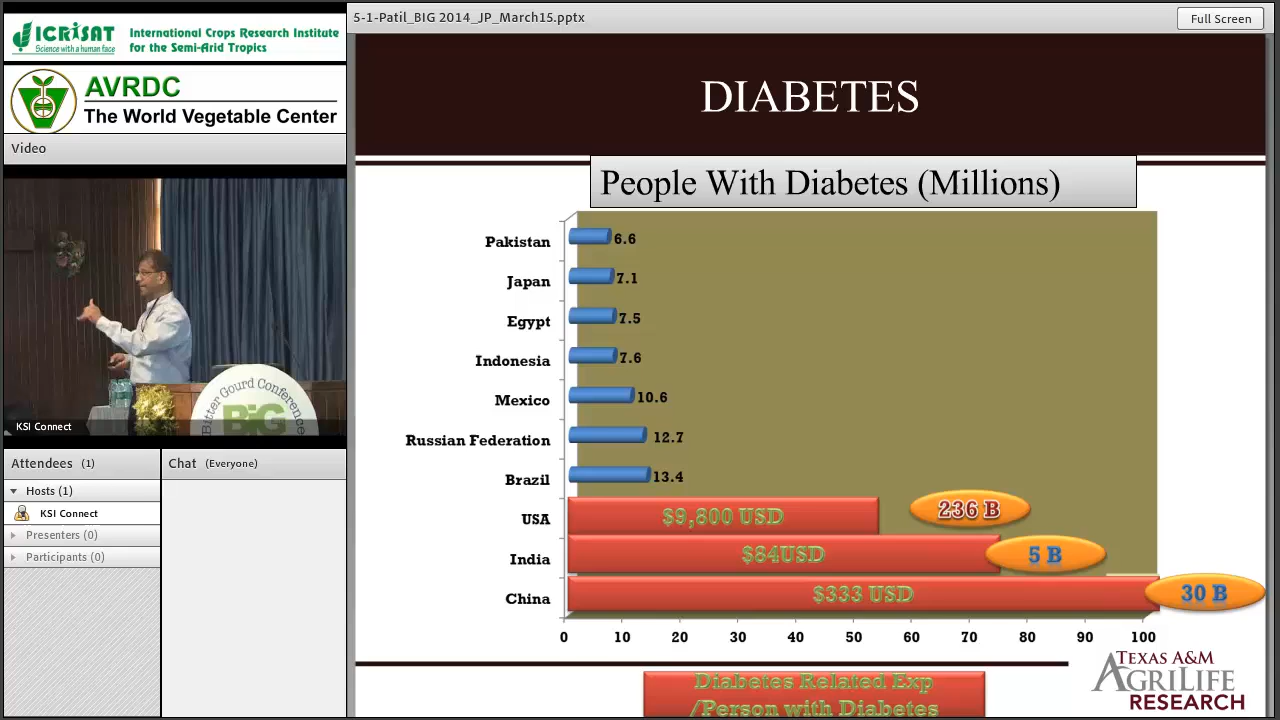 5-1-Patil_BIG 2014_JP_March15.pptx
Full Screen
ICRISAT
Science with a human face
International Crops Research Institute
for the Semi-Arid Tropics
AVRDC
The World Vegetable Center
Video
Bitter Gourd Conference
BiG
KSI Connect
Attendees (1)
Hosts (1)
KSI Connect
Presenters (0)
Participants (0)
Chat (Everyone)
DIABETES
People With Diabetes (Millions)
Pakistan 6.6
Japan 7.1
Egypt 7.5
Indonesia 7.6
Mexico 10.6
Russian Federation 12.7
Brazil 13.4
USA $9,800 USD 236 B
India $84USD 5 B
China $333 USD 30 B
0 10 20 30 40 50 60 70 80 90 100
Diabetes Related Exp
/Person with Diabetes
TEXAS A&M
AGRILIFE
RESEARCH